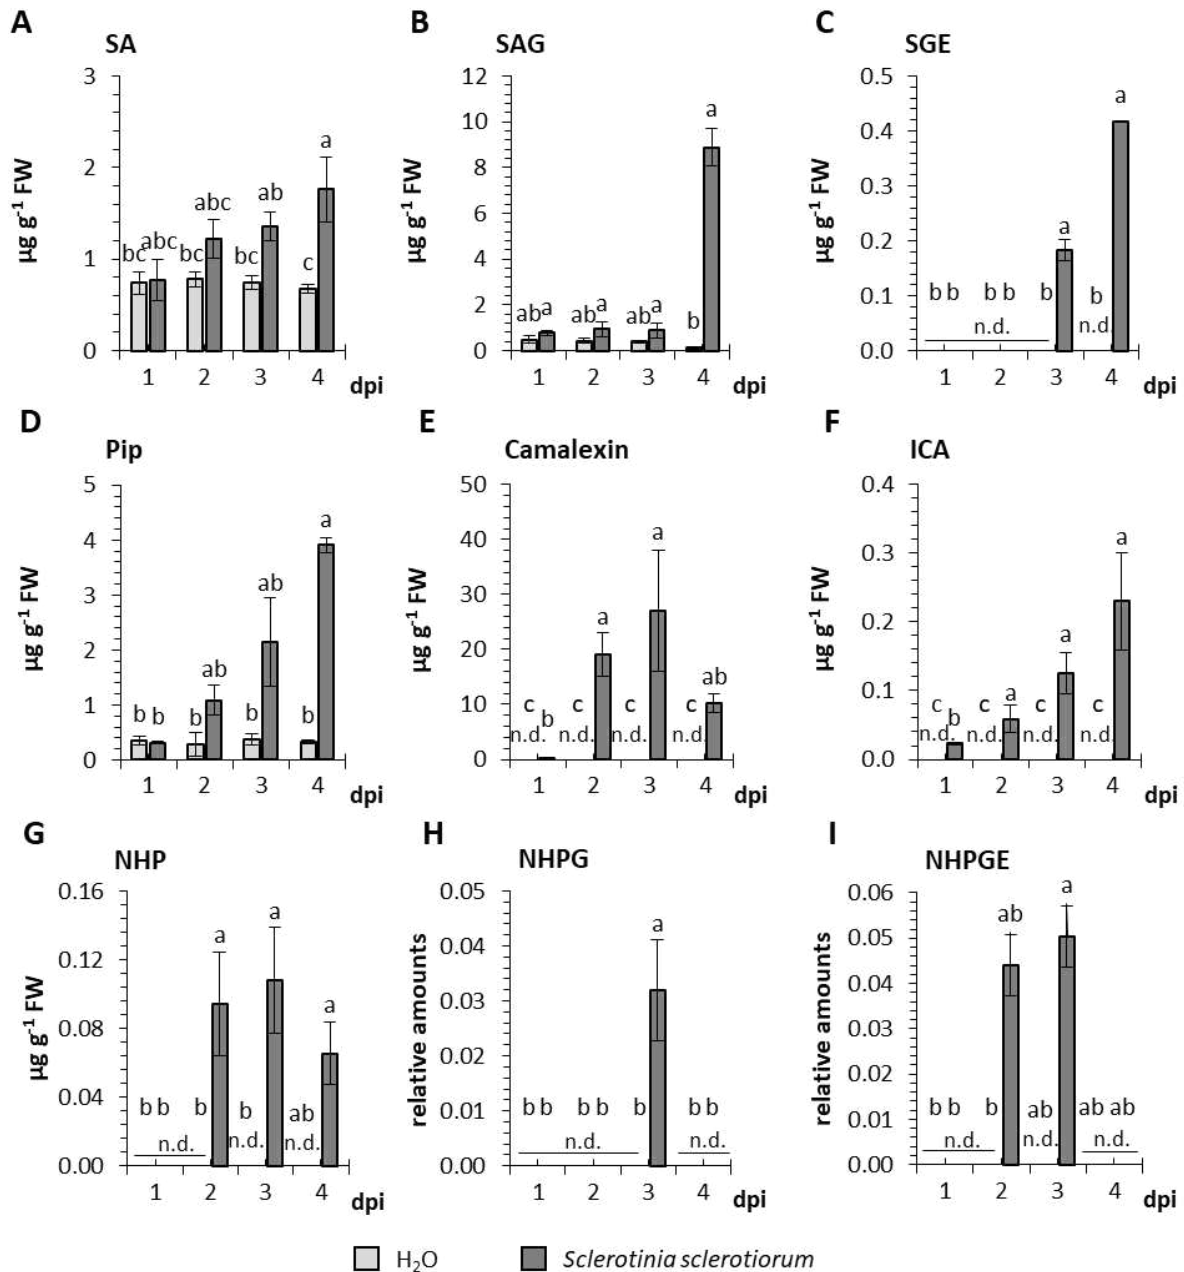 A
B
C
SA
SAG
SGE
3
2
1
0
µg g⁻¹ FW
bc
abc
bc
abc
bc
ab
c
a
1 2 3 4 dpi
12
10
8
6
4
2
0
µg g⁻¹ FW
ab a
ab a
ab a
b
a
1 2 3 4 dpi
0.5
0.4
0.3
0.2
0.1
0.0
µg g⁻¹ FW
b b
b b
b
a
b
a
n.d.
n.d.
1 2 3 4 dpi
D
E
F
Pip
Camalexin
ICA
5
4
3
2
1
0
µg g⁻¹ FW
b b
b
ab
b
ab
b
a
1 2 3 4 dpi
50
40
30
20
10
0
µg g⁻¹ FW
c
b
c
a
c
a
c
ab
n.d.
n.d.
n.d.
n.d.
1 2 3 4 dpi
0.4
0.3
0.2
0.1
0.0
µg g⁻¹ FW
c
b
c
a
c
a
c
a
n.d.
n.d.
n.d.
n.d.
1 2 3 4 dpi
G
H
I
NHP
NHPG
NHPGE
0.16
0.12
0.08
0.04
0.00
µg g⁻¹ FW
b b
b
a
b
a
ab
a
n.d.
n.d.
n.d.
1 2 3 4 dpi
0.05
0.04
0.03
0.02
0.01
0.00
relative amounts
b b
b b
b
a
b b
n.d.
n.d.
1 2 3 4 dpi
0.06
0.05
0.04
0.03
0.02
0.01
0.00
relative amounts
b b
b
ab
ab
a
ab ab
n.d.
n.d.
n.d.
1 2 3 4 dpi
H₂O
Sclerotinia sclerotiorum